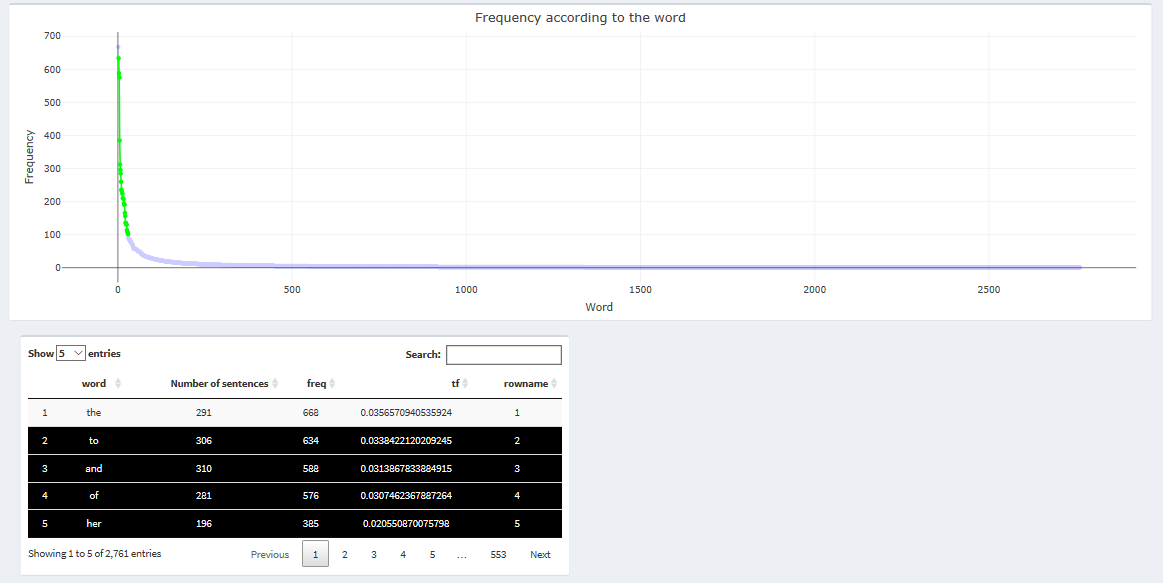 Frequency according to the word
700
600
500
400
300
200
100
0
Frequency
0 500 1000 1500 2000 2500
Word
Show 5 entries Search:
word Number of sentences freq tf rowname
1 the 291 668 0.0356570940535924 1
2 to 306 634 0.0338422120209245 2
3 and 310 588 0.0313867833884915 3
4 of 281 576 0.0307462367887264 4
5 her 196 385 0.020550870075798 5
Showing 1 to 5 of 2,761 entries Previous 1 2 3 4 5 … 553 Next